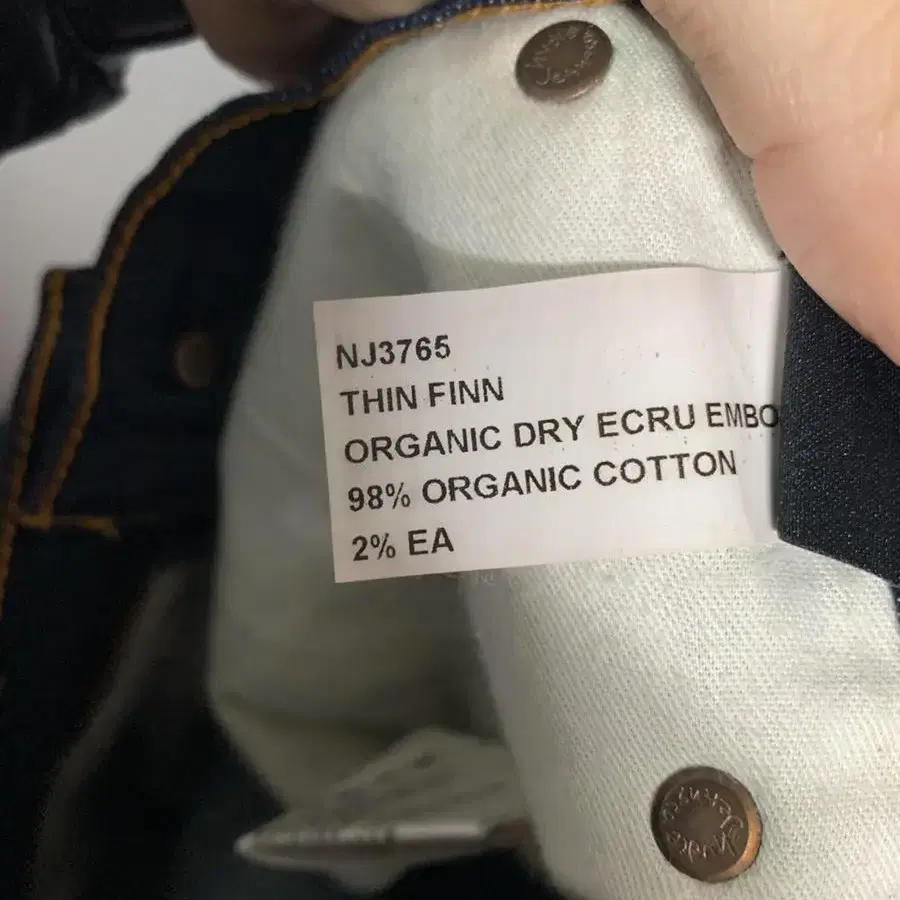 NJ3765
THIN FINN
ORGANIC DRY ECRU EMBO
98% ORGANIC COTTON
2% EA